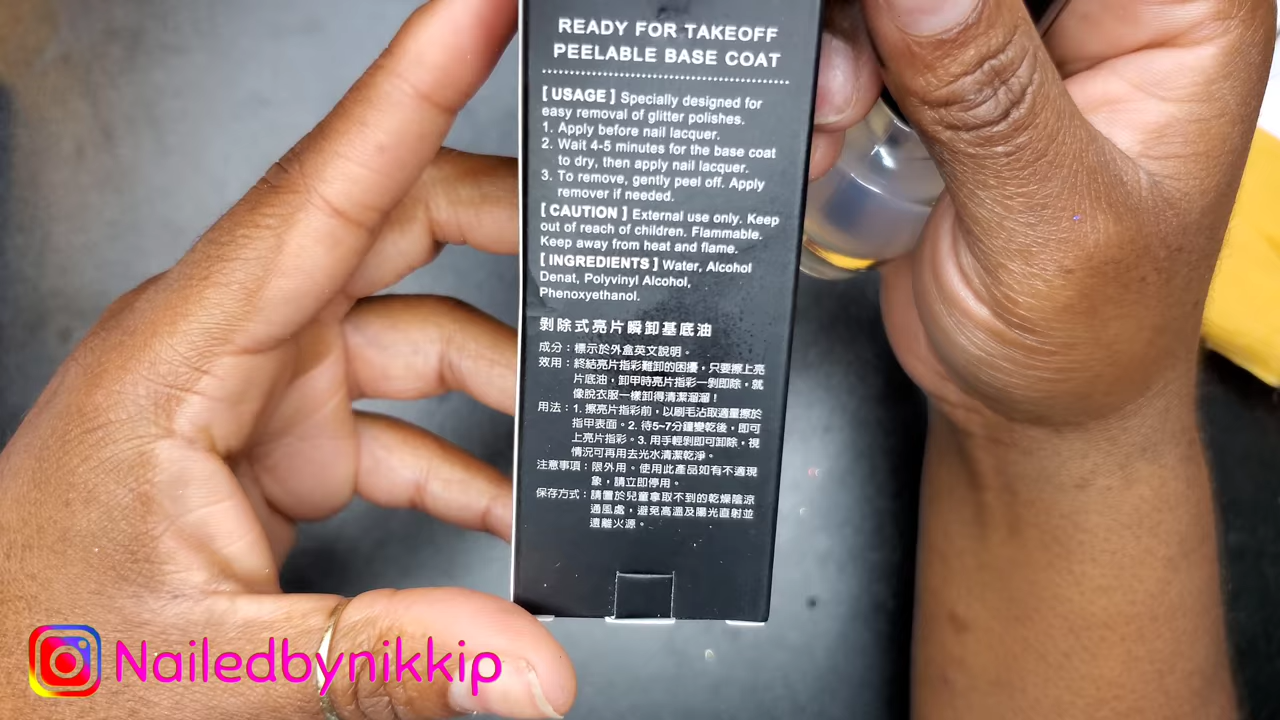 READY FOR TAKEOFF
PEELABLE BASE COAT
[ USAGE ] Specially designed for
easy removal of glitter polishes.
1. Apply before nail lacquer.
2. Wait 4-5 minutes for the base coat
to dry, then apply nail lacquer.
3. To remove, gently peel off. Apply
remover if needed.
[ CAUTION ] External use only. Keep
out of reach of children. Flammable.
Keep away from heat and flame.
[ INGREDIENTS ] Water, Alcohol
Denat, Polyvinyl Alcohol,
Phenoxyethanol.
剝除式亮片瞬卸基底油
成分：標示於外盒英文說明。
效用：終結亮片指彩難卸的困擾，只要擦上亮
片底油，卸甲時亮片指彩一剝即除，就
像脫衣服一樣卸得清潔溜溜！
用法：1. 擦亮片指彩前，以刷毛沾取適量擦於
指甲表面。2. 待5~7分鐘變乾後，即可
上亮片指彩。3. 用手輕剝即可卸除，視
情況可再用去光水清潔乾淨。
注意事項：限外用。使用此產品如有不適現
象，請立即停用。
保存方式：請置於兒童拿取不到的乾燥陰涼
通風處，避免高溫及陽光直射並
遠離火源。
Nailedbynikkip